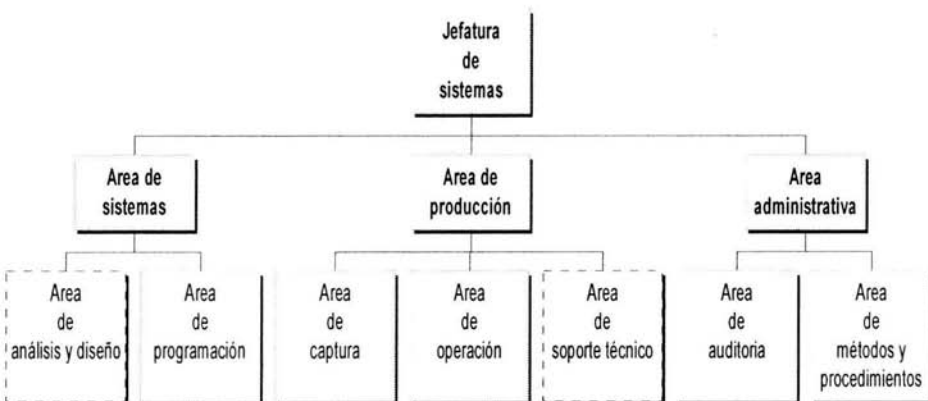 Jefatura
de
sistemas
Area de
sistemas
Area de
producción
Area
administrativa
Area
de
análisis y diseño
Area
de
programación
Area
de
captura
Area
de
operación
Area
de
soporte técnico
Area
de
auditoria
Area
de
métodos y
procedimientos